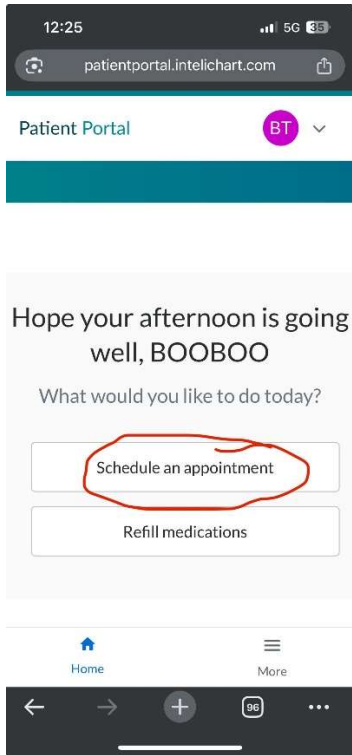 12:25 5G 35
patientportal.intelichart.com
Patient Portal BT
Hope your afternoon is going
well, BOOBOO
What would you like to do today?
Schedule an appointment
Refill medications
Home More
96